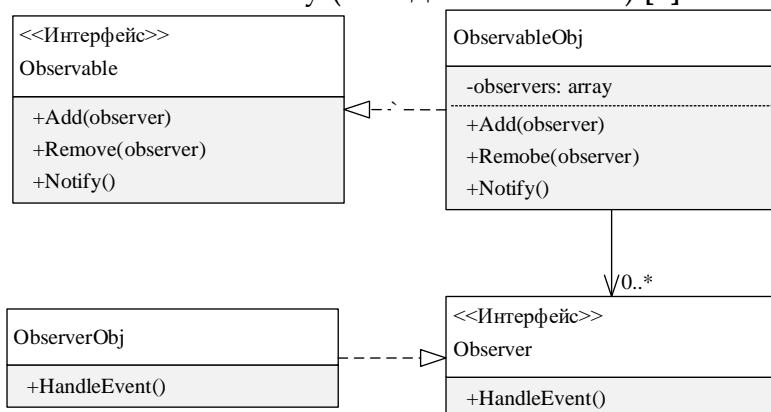 <<Интерфейс>>
Observable
+Add(observer)
+Remove(observer)
+Notify()
ObservableObj
-observers: array
+Add(observer)
+Remobe(observer)
+Notify()
0..*
ObserverObj
+HandleEvent()
<<Интерфейс>>
Observer
+HandleEvent()